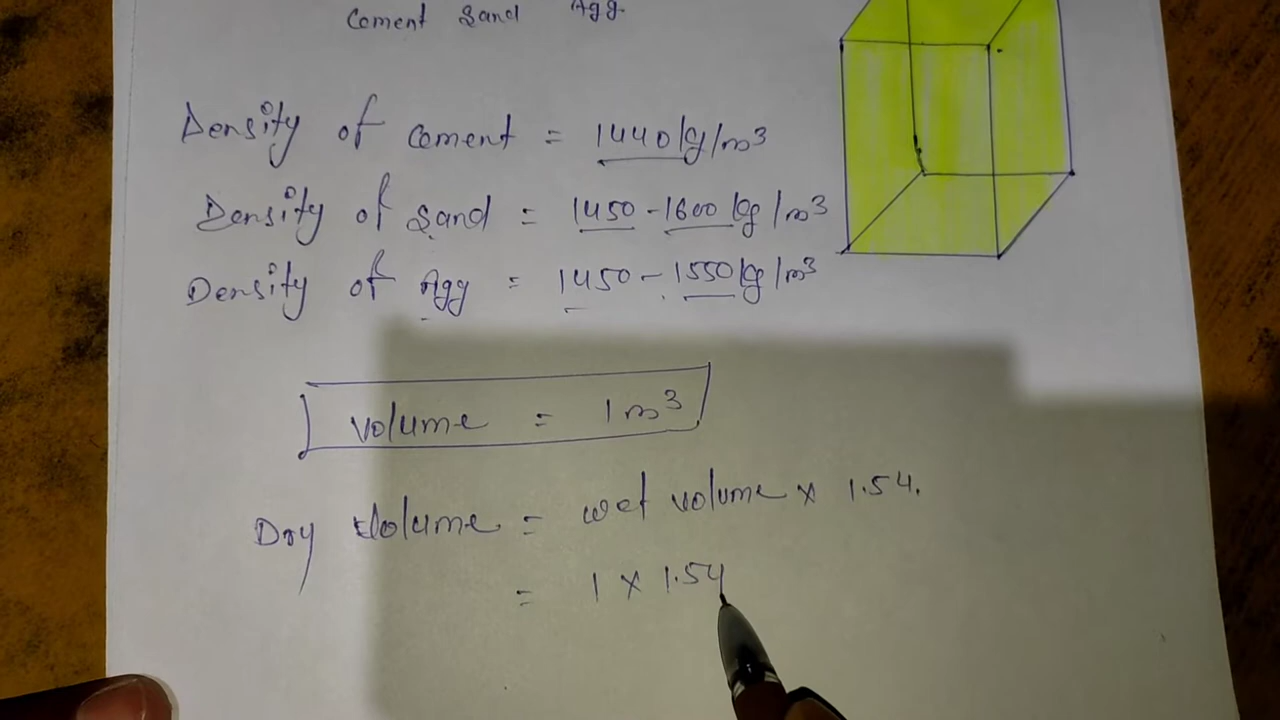 Cement Sand Agg.
Density of cement = 1440 kg/m3
Density of Sand = 1450 - 1600 kg/m3
Density of Agg = 1450 - 1550 kg/m3
Volume = 1m3
Dry Volume = wet volume x 1.54.
= 1 x 1.54